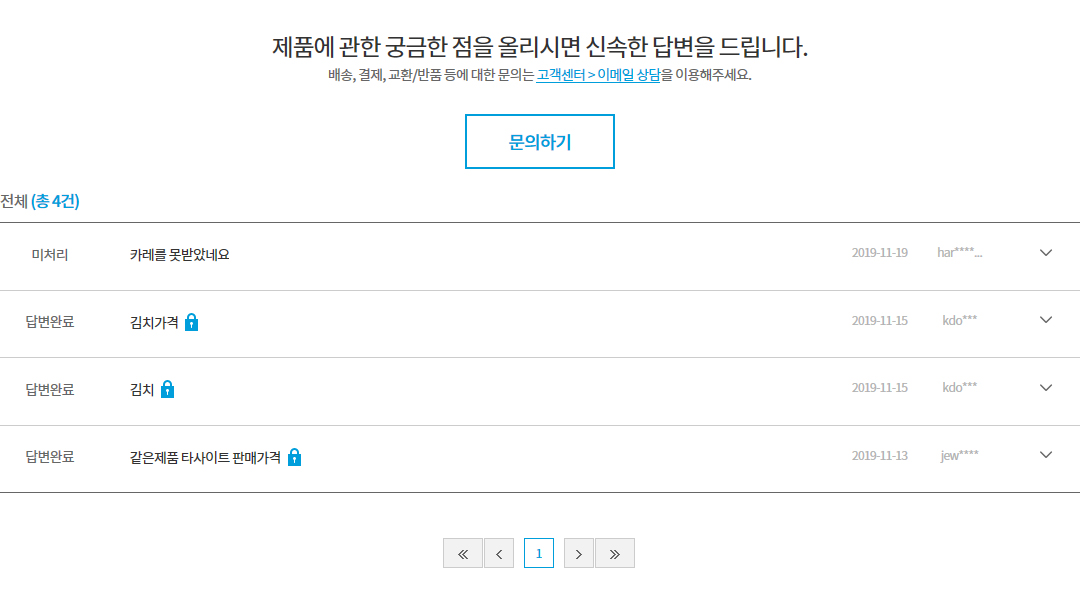 제품에 관한 궁금한 점을 올리시면 신속한 답변을 드립니다.
배송, 결제, 교환/반품 등에 대한 문의는 고객센터 > 이메일 상담을 이용해주세요.
문의하기
전체 (총 4건)
미처리 카레를 못받았네요 2019-11-19 har****...
답변완료 김치가격 2019-11-15 kdo***
답변완료 김치 2019-11-15 kdo***
답변완료 같은제품 타사이트 판매가격 2019-11-13 jew****
1